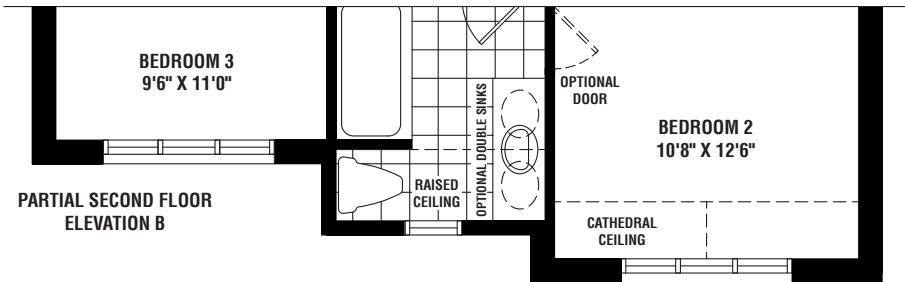 BEDROOM 3
9'6" X 11'0"
PARTIAL SECOND FLOOR
ELEVATION B
RAISED
CEILING
OPTIONAL DOUBLE SINKS
OPTIONAL
DOOR
BEDROOM 2
10'8" X 12'6"
CATHEDRAL
CEILING